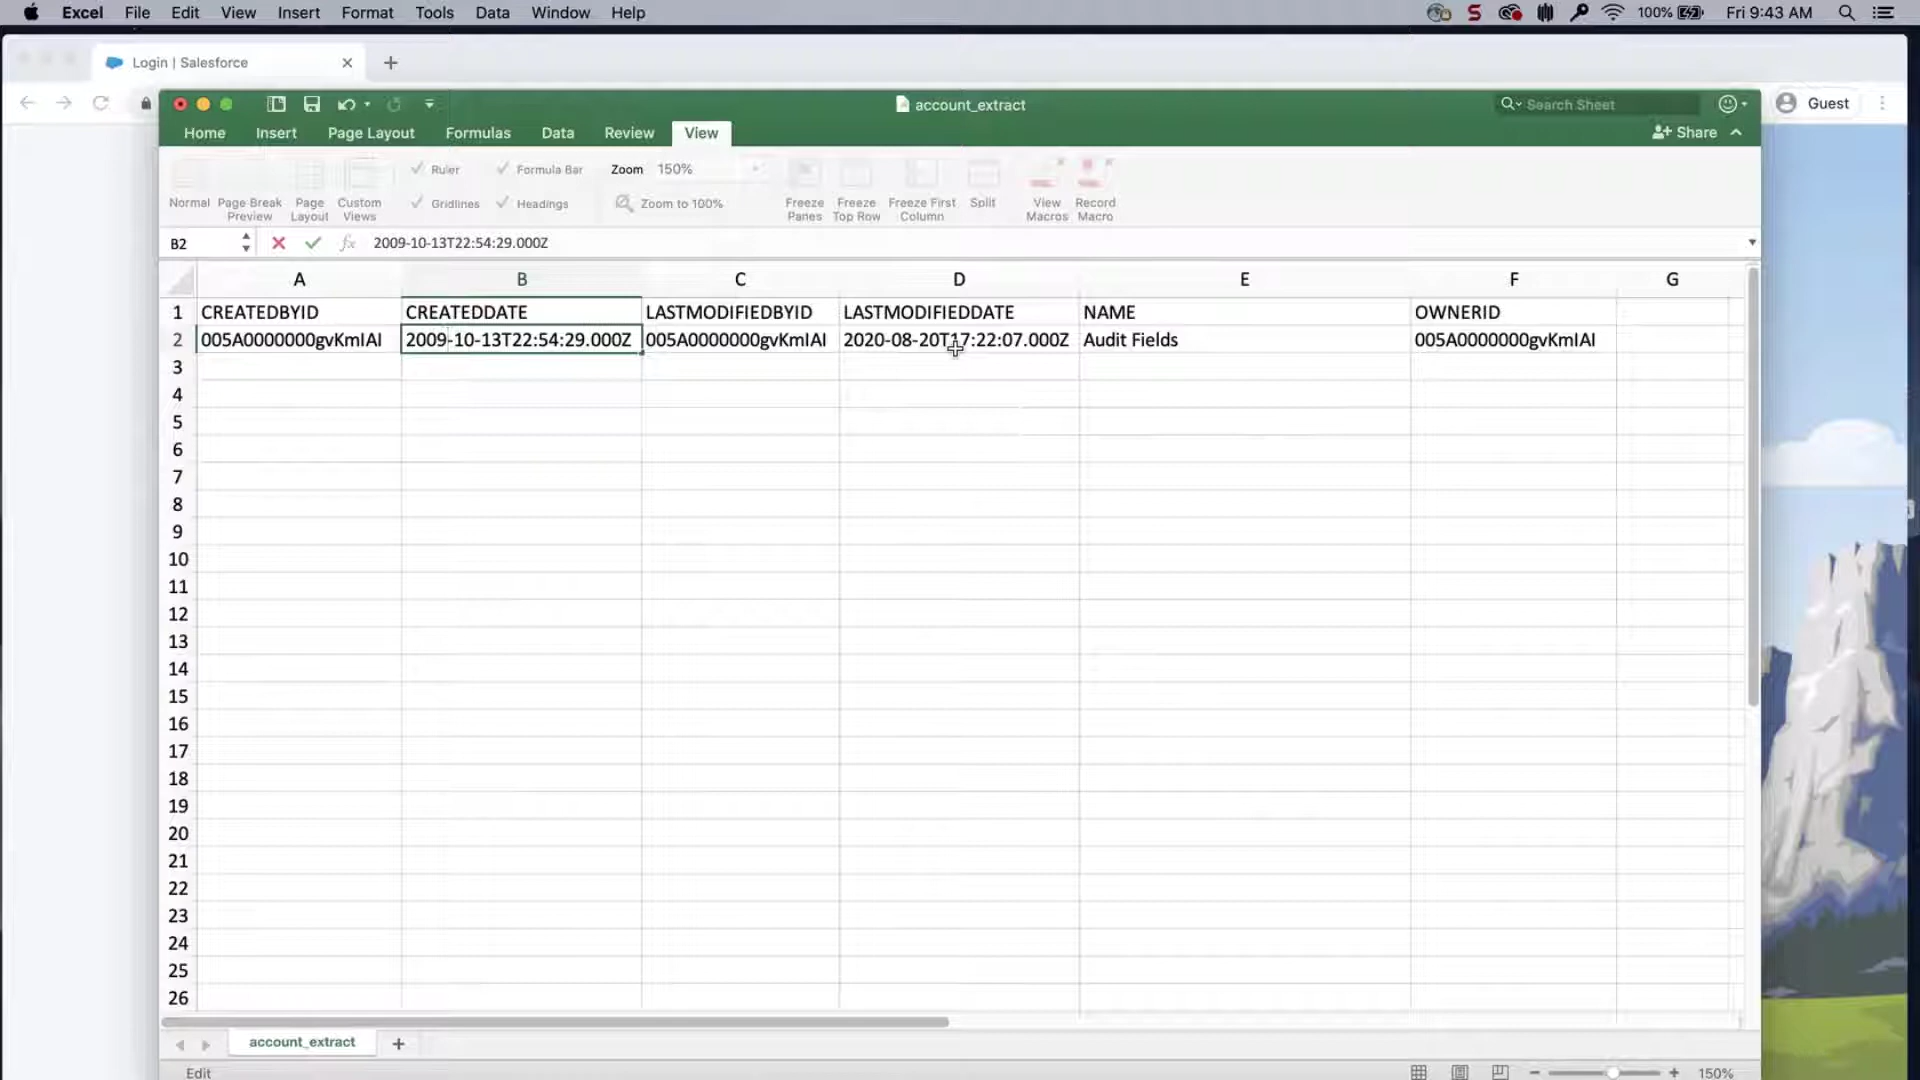 Excel File Edit View Insert Format Tools Data Window Help 100% Fri 9:43 AM
Login | Salesforce
account_extract
Search Sheet
Guest
Home Insert Page Layout Formulas Data Review View Share
Ruler Formula Bar Zoom 150%
Gridlines Headings Zoom to 100%
Normal Page Break Preview Page Layout Custom Views Freeze Panes Freeze Top Row Freeze First Column Split View Macros Record Macro
B2 fx 2009-10-13T22:54:29.000Z
A B C D E F G
1 CREATEDBYID CREATEDDATE LASTMODIFIEDBYID LASTMODIFIEDDATE NAME OWNERID
2 005A0000000gvKmIAI 2009-10-13T22:54:29.000Z 005A0000000gvKmIAI 2020-08-20T17:22:07.000Z Audit Fields 005A0000000gvKmIAI
3
4
5
6
7
8
9
10
11
12
13
14
15
16
17
18
19
20
21
22
23
24
25
26
account_extract
Edit 150%